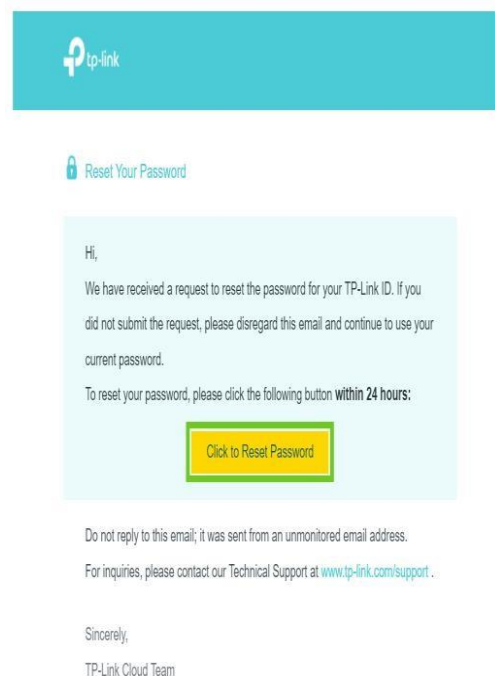 tp-link
Reset Your Password
Hi,
We have received a request to reset the password for your TP-Link ID. If you
did not submit the request, please disregard this email and continue to use your
current password.
To reset your password, please click the following button within 24 hours:
Click to Reset Password
Do not reply to this email; it was sent from an unmonitored email address.
For inquiries, please contact our Technical Support at www.tp-link.com/support .
Sincerely,
TP-Link Cloud Team